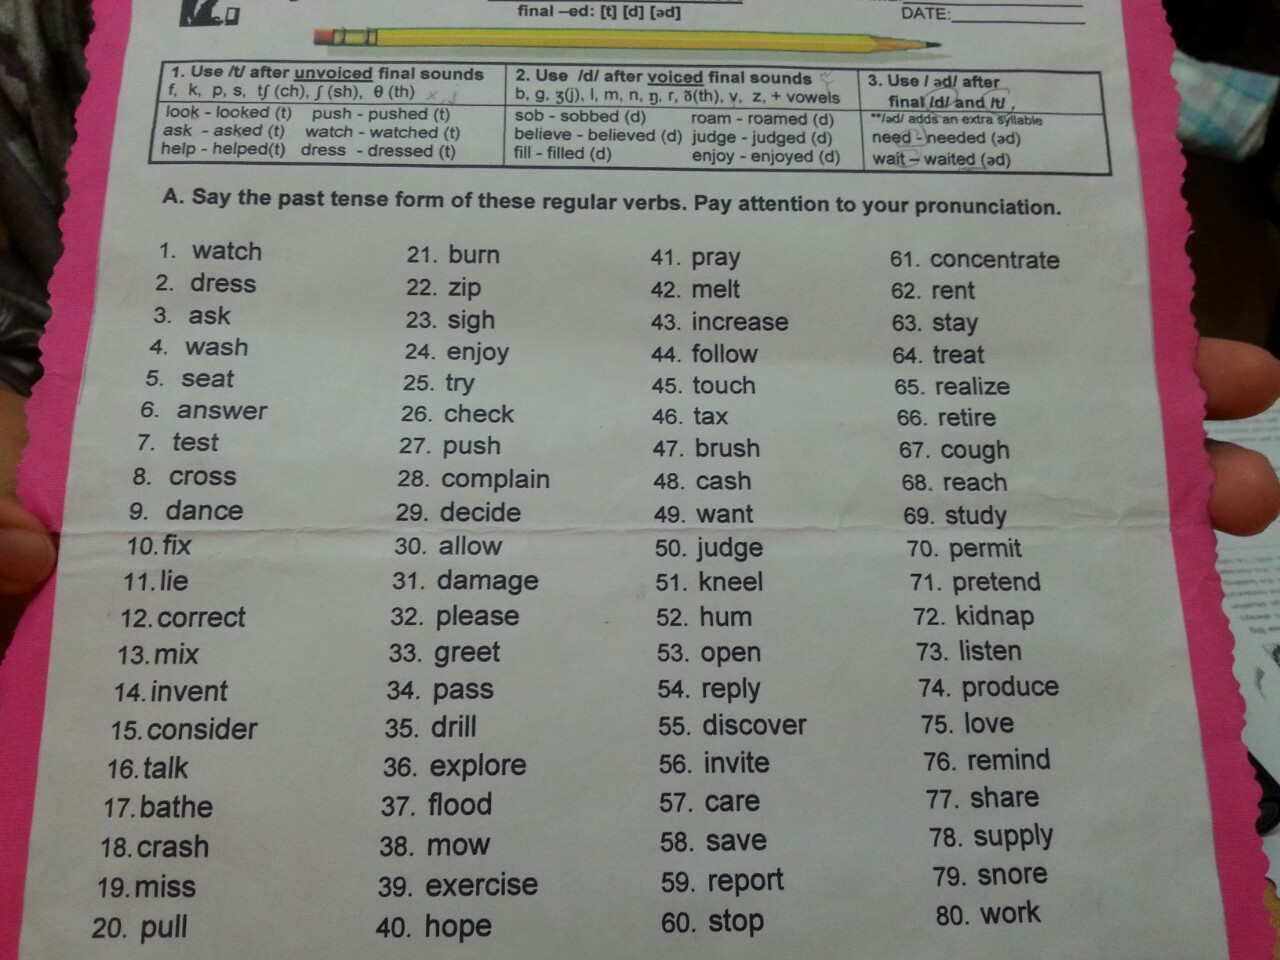 final –ed: [t] [d] [əd]
DATE:
1. Use /t/ after unvoiced final sounds
f, k, p, s, tʃ (ch), ʃ (sh), θ (th)
look - looked (t) push - pushed (t)
ask - asked (t) watch - watched (t)
help - helped(t) dress - dressed (t)
2. Use /d/ after voiced final sounds
b, g, ʒ(j), l, m, n, ŋ, r, ð(th), v, z, + vowels
sob - sobbed (d) roam - roamed (d)
believe - believed (d) judge - judged (d)
fill - filled (d) enjoy - enjoyed (d)
3. Use / əd/ after
final /d/ and /t/ .
**/əd/ adds an extra syllable
need - needed (əd)
wait – waited (əd)
A. Say the past tense form of these regular verbs. Pay attention to your pronunciation.
1. watch
2. dress
3. ask
4. wash
5. seat
6. answer
7. test
8. cross
9. dance
10. fix
11. lie
12. correct
13. mix
14. invent
15. consider
16. talk
17. bathe
18. crash
19. miss
20. pull
21. burn
22. zip
23. sigh
24. enjoy
25. try
26. check
27. push
28. complain
29. decide
30. allow
31. damage
32. please
33. greet
34. pass
35. drill
36. explore
37. flood
38. mow
39. exercise
40. hope
41. pray
42. melt
43. increase
44. follow
45. touch
46. tax
47. brush
48. cash
49. want
50. judge
51. kneel
52. hum
53. open
54. reply
55. discover
56. invite
57. care
58. save
59. report
60. stop
61. concentrate
62. rent
63. stay
64. treat
65. realize
66. retire
67. cough
68. reach
69. study
70. permit
71. pretend
72. kidnap
73. listen
74. produce
75. love
76. remind
77. share
78. supply
79. snore
80. work